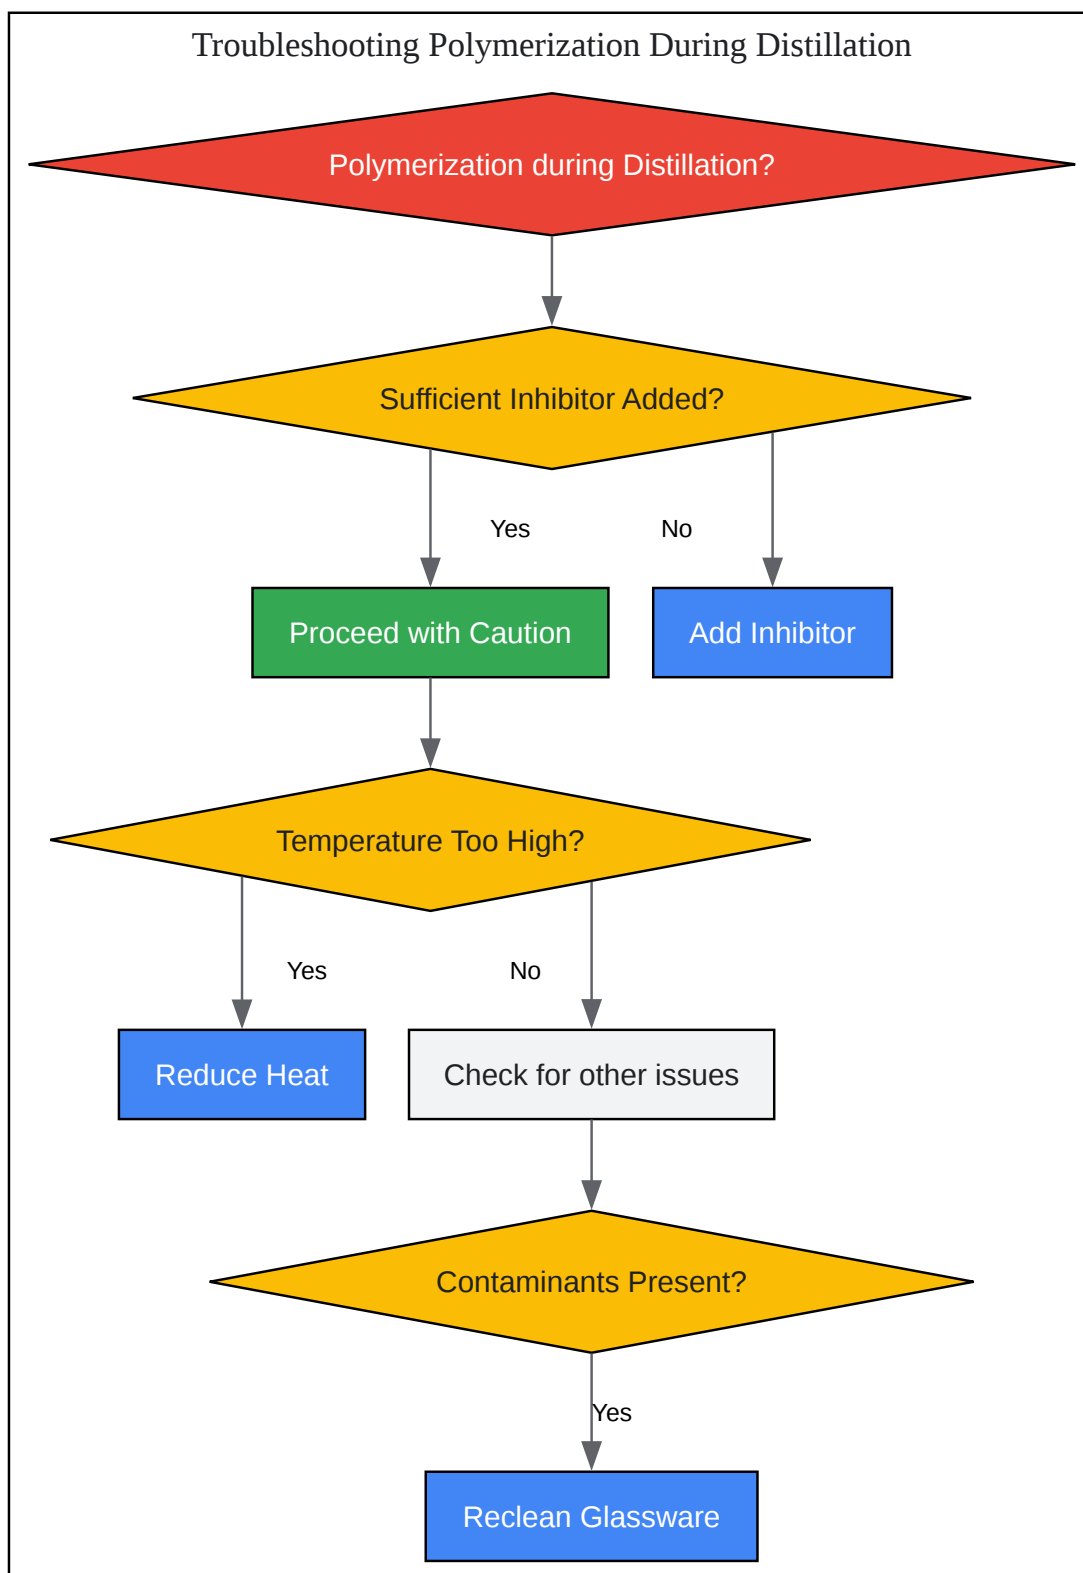 Troubleshooting Polymerization During Distillation
Polymerization during Distillation?
Sufficient Inhibitor Added?
Yes
No
Proceed with Caution
Add Inhibitor
Temperature Too High?
Yes
No
Reduce Heat
Check for other issues
Contaminants Present?
Yes
Reclean Glassware